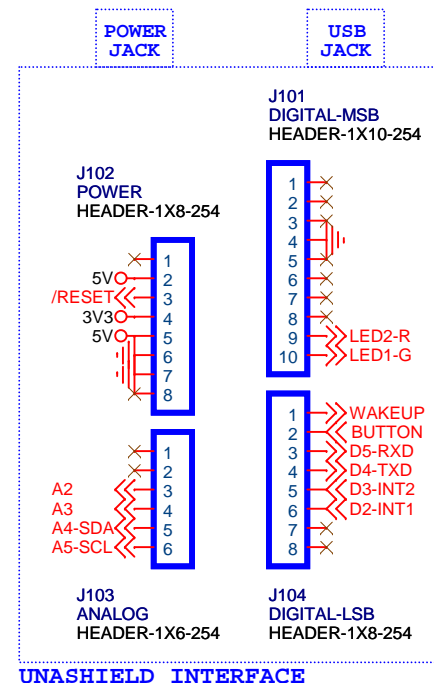 POWER
JACK
USB
JACK
J101
DIGITAL-MSB
HEADER-1X10-254
1
2
3
4
5
6
7
8
9
10
LED2-R
LED1-G
J102
POWER
HEADER-1X8-254
5V
/RESET
3V3
5V
1
2
3
4
5
6
7
8
1
2
3
4
5
6
7
8
WAKEUP
BUTTON
D5-RXD
D4-TXD
D3-INT2
D2-INT1
A2
A3
A4-SDA
A5-SCL
1
2
3
4
5
6
J103
ANALOG
HEADER-1X6-254
J104
DIGITAL-LSB
HEADER-1X8-254
UNASHIELD INTERFACE